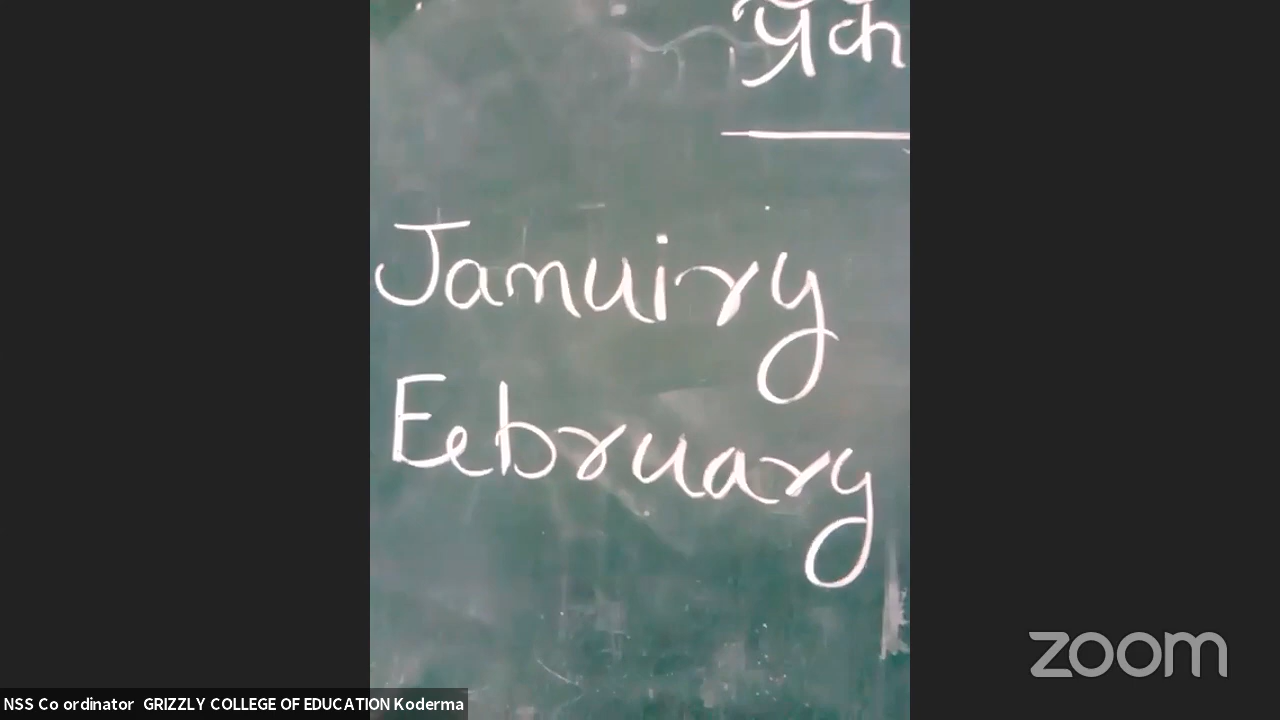 Januiry
Eebruary
zoom
NSS Co ordinator GRIZZLY COLLEGE OF EDUCATION Koderma